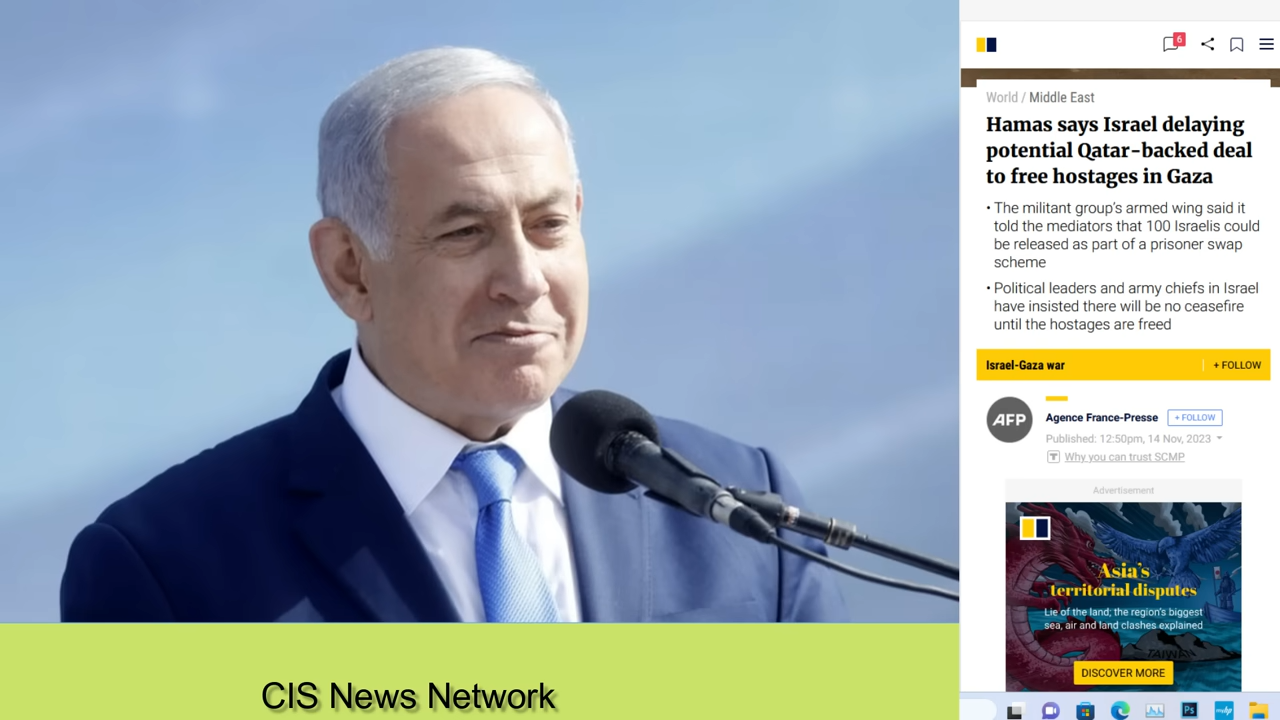 CIS News Network
6
World / Middle East
Hamas says Israel delaying
potential Qatar-backed deal
to free hostages in Gaza
• The militant group's armed wing said it
told the mediators that 100 Israelis could
be released as part of a prisoner swap
scheme
• Political leaders and army chiefs in Israel
have insisted there will be no ceasefire
until the hostages are freed
Israel-Gaza war
+ FOLLOW
AFP
Agence France-Presse
+ FOLLOW
Published: 12:50pm, 14 Nov, 2023
T Why you can trust SCMP
Advertisement
Asia's
territorial disputes
Lie of the land; the region's biggest
sea, air and land clashes explained
TAIWAN
DISCOVER MORE
Ps
myhp